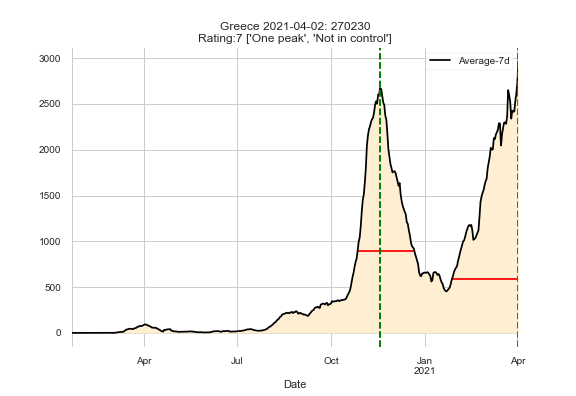 Greece 2021-04-02: 270230
Rating:7 ['One peak', 'Not in control']
Average-7d
3000
2500
2000
1500
1000
500
0
Apr
Jul
Oct
Jan
2021
Apr
Date